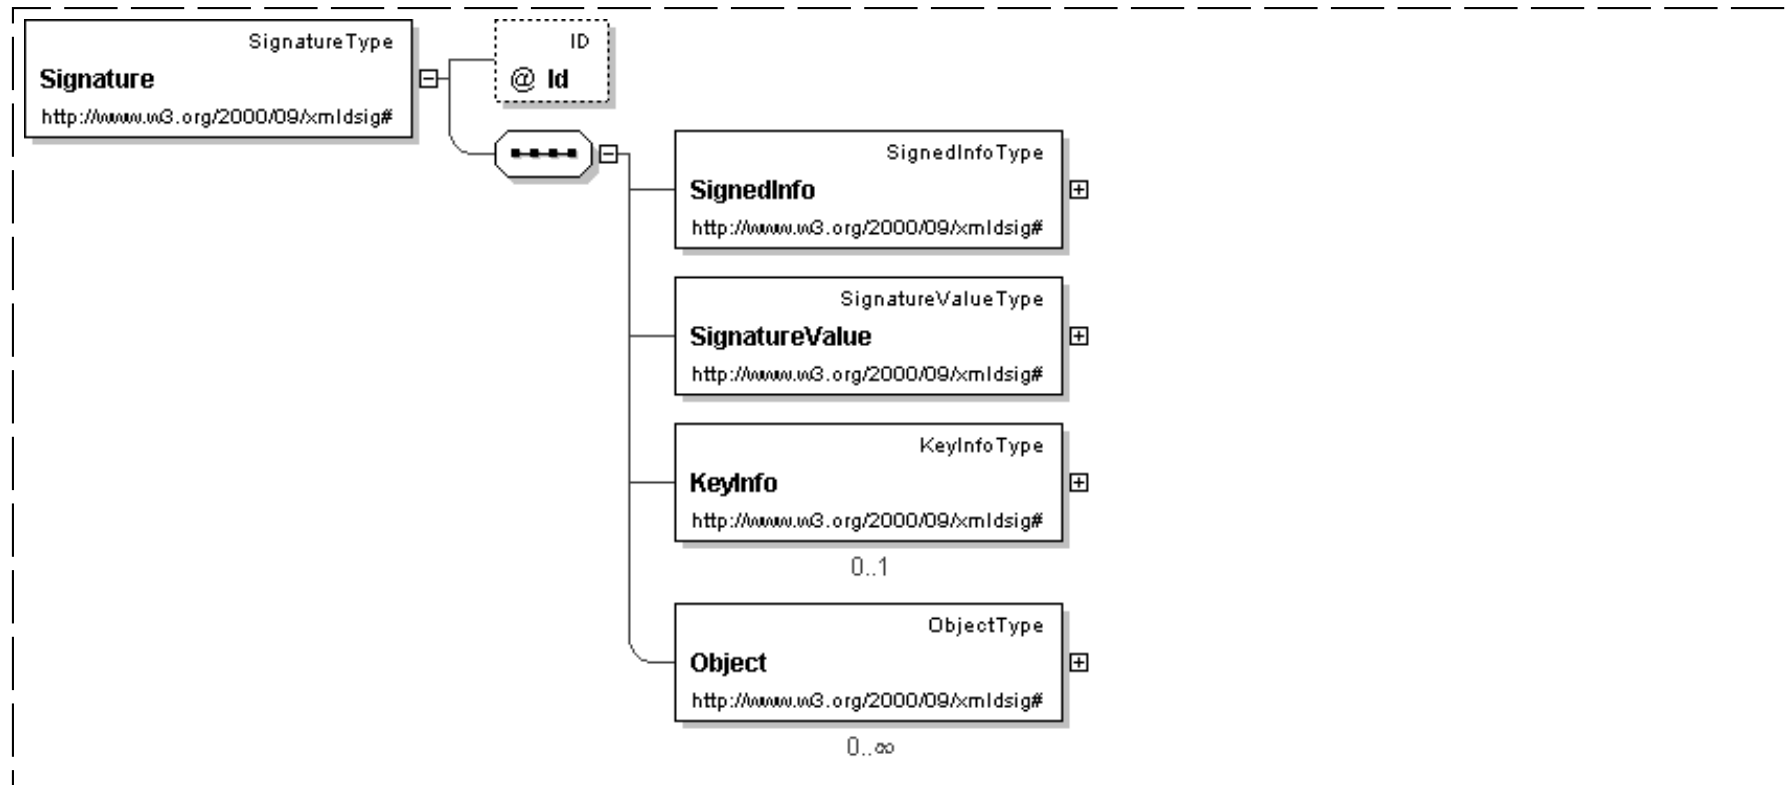 SignatureType
Signature
http://www.w3.org/2000/09/xmldsig#
ID
@ Id
SignedInfoType
SignedInfo
http://www.w3.org/2000/09/xmldsig#
SignatureValueType
SignatureValue
http://www.w3.org/2000/09/xmldsig#
KeyInfoType
KeyInfo
http://www.w3.org/2000/09/xmldsig#
0..1
ObjectType
Object
http://www.w3.org/2000/09/xmldsig#
0..∞